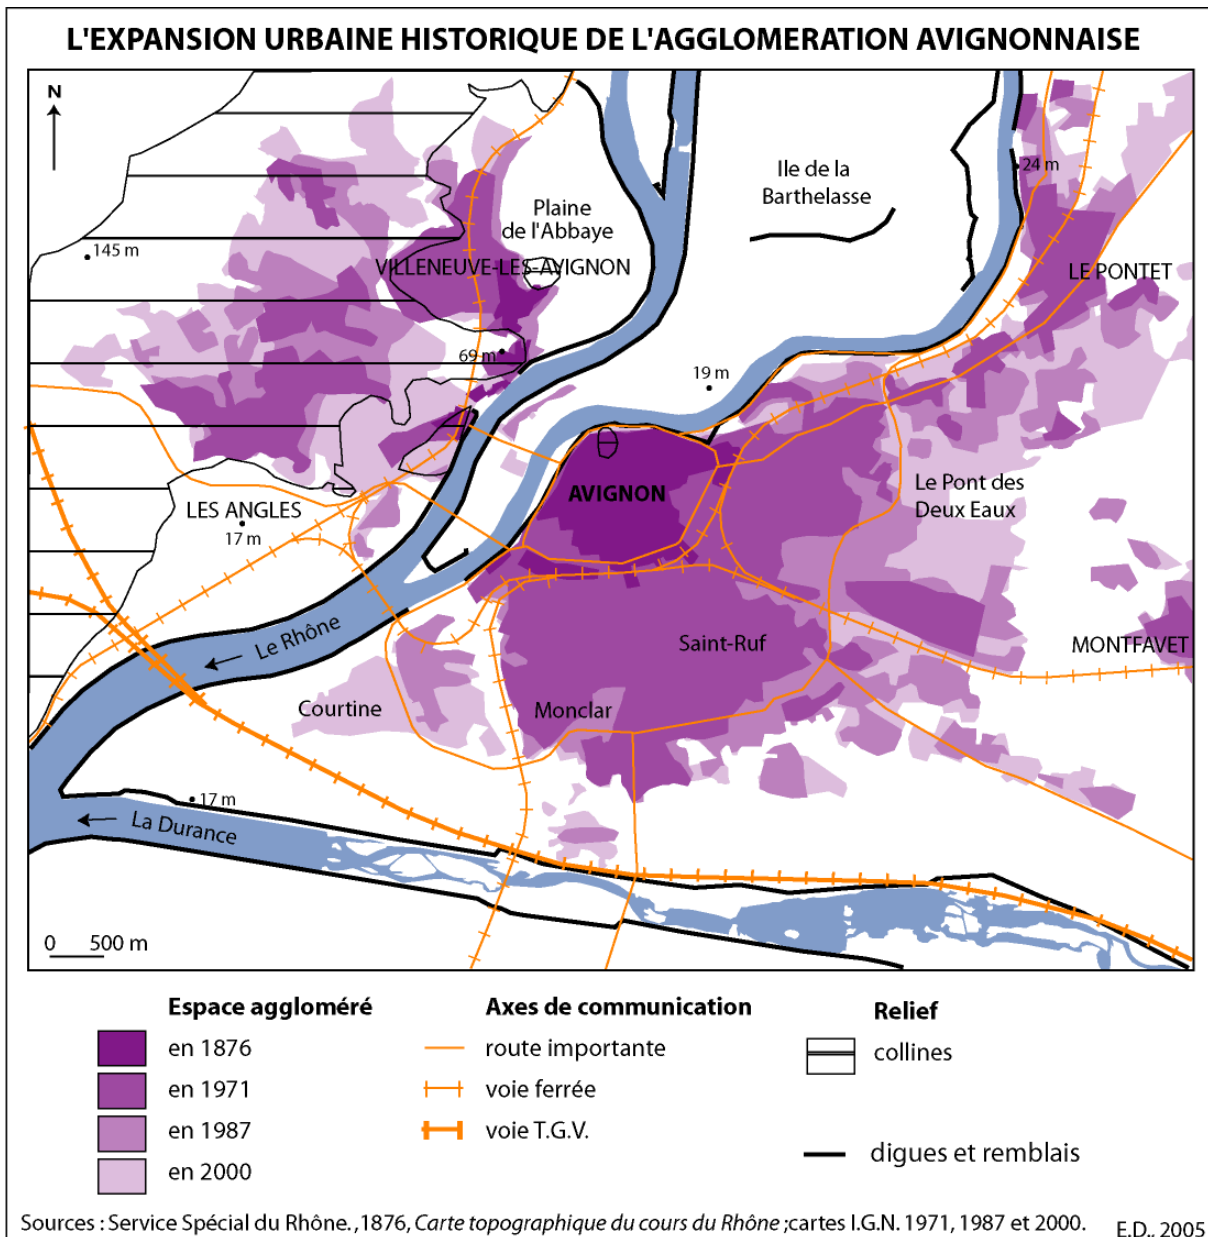 L'EXPANSION URBAINE HISTORIQUE DE L'AGGLOMERATION AVIGNONNAISE
N
Ile de la
Barthelasse
24 m
Plaine
de l'Abbaye
145 m
VILLENEUVE-LES-AVIGNON
LE PONTET
69 m
19 m
AVIGNON
Le Pont des
Deux Eaux
LES ANGLES
17 m
Le Rhône
Saint-Ruf
MONTFAVET
Courtine
Monclar
17 m
La Durance
0 500 m
Espace aggloméré
en 1876
en 1971
en 1987
en 2000
Axes de communication
route importante
voie ferrée
voie T.G.V.
Relief
collines
digues et remblais
Sources : Service Spécial du Rhône. ,1876, Carte topographique du cours du Rhône ;cartes I.G.N. 1971, 1987 et 2000.
E.D., 2005